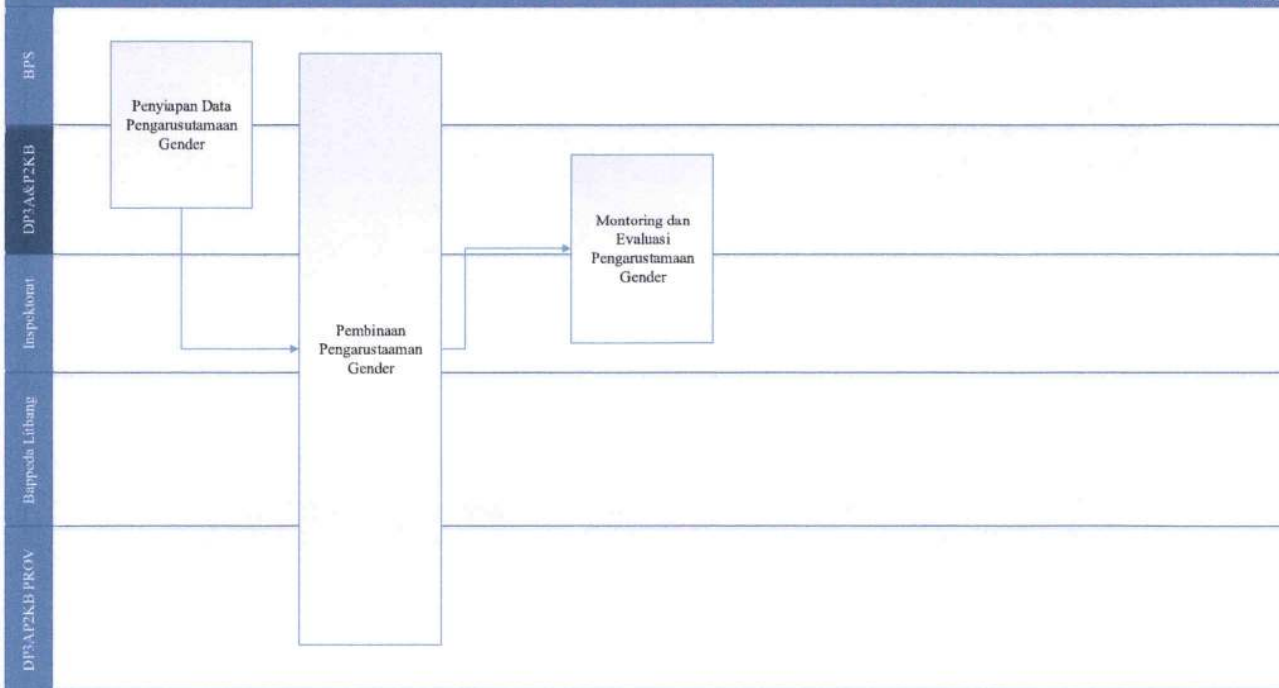 BPS
DP3A&P2KB
Inspektorat
Bappeda Litbang
DP3AP2KB PROV
Penyiapan Data
Pengarusutamaan
Gender
Pembinaan
Pengarustaaman
Gender
Montoring dan
Evaluasi
Pengarustamaan
Gender